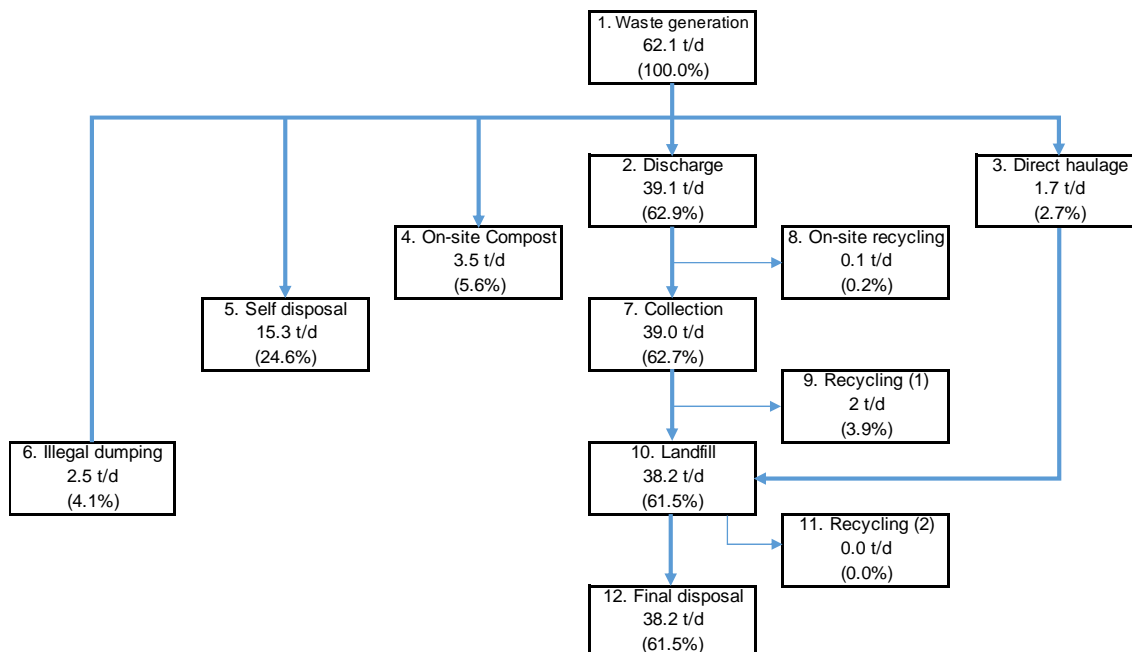 1. Waste generation
62.1 t/d
(100.0%)
2. Discharge
39.1 t/d
(62.9%)
3. Direct haulage
1.7 t/d
(2.7%)
4. On-site Compost
3.5 t/d
(5.6%)
8. On-site recycling
0.1 t/d
(0.2%)
5. Self disposal
15.3 t/d
(24.6%)
7. Collection
39.0 t/d
(62.7%)
9. Recycling (1)
2 t/d
(3.9%)
6. Illegal dumping
2.5 t/d
(4.1%)
10. Landfill
38.2 t/d
(61.5%)
11. Recycling (2)
0.0 t/d
(0.0%)
12. Final disposal
38.2 t/d
(61.5%)